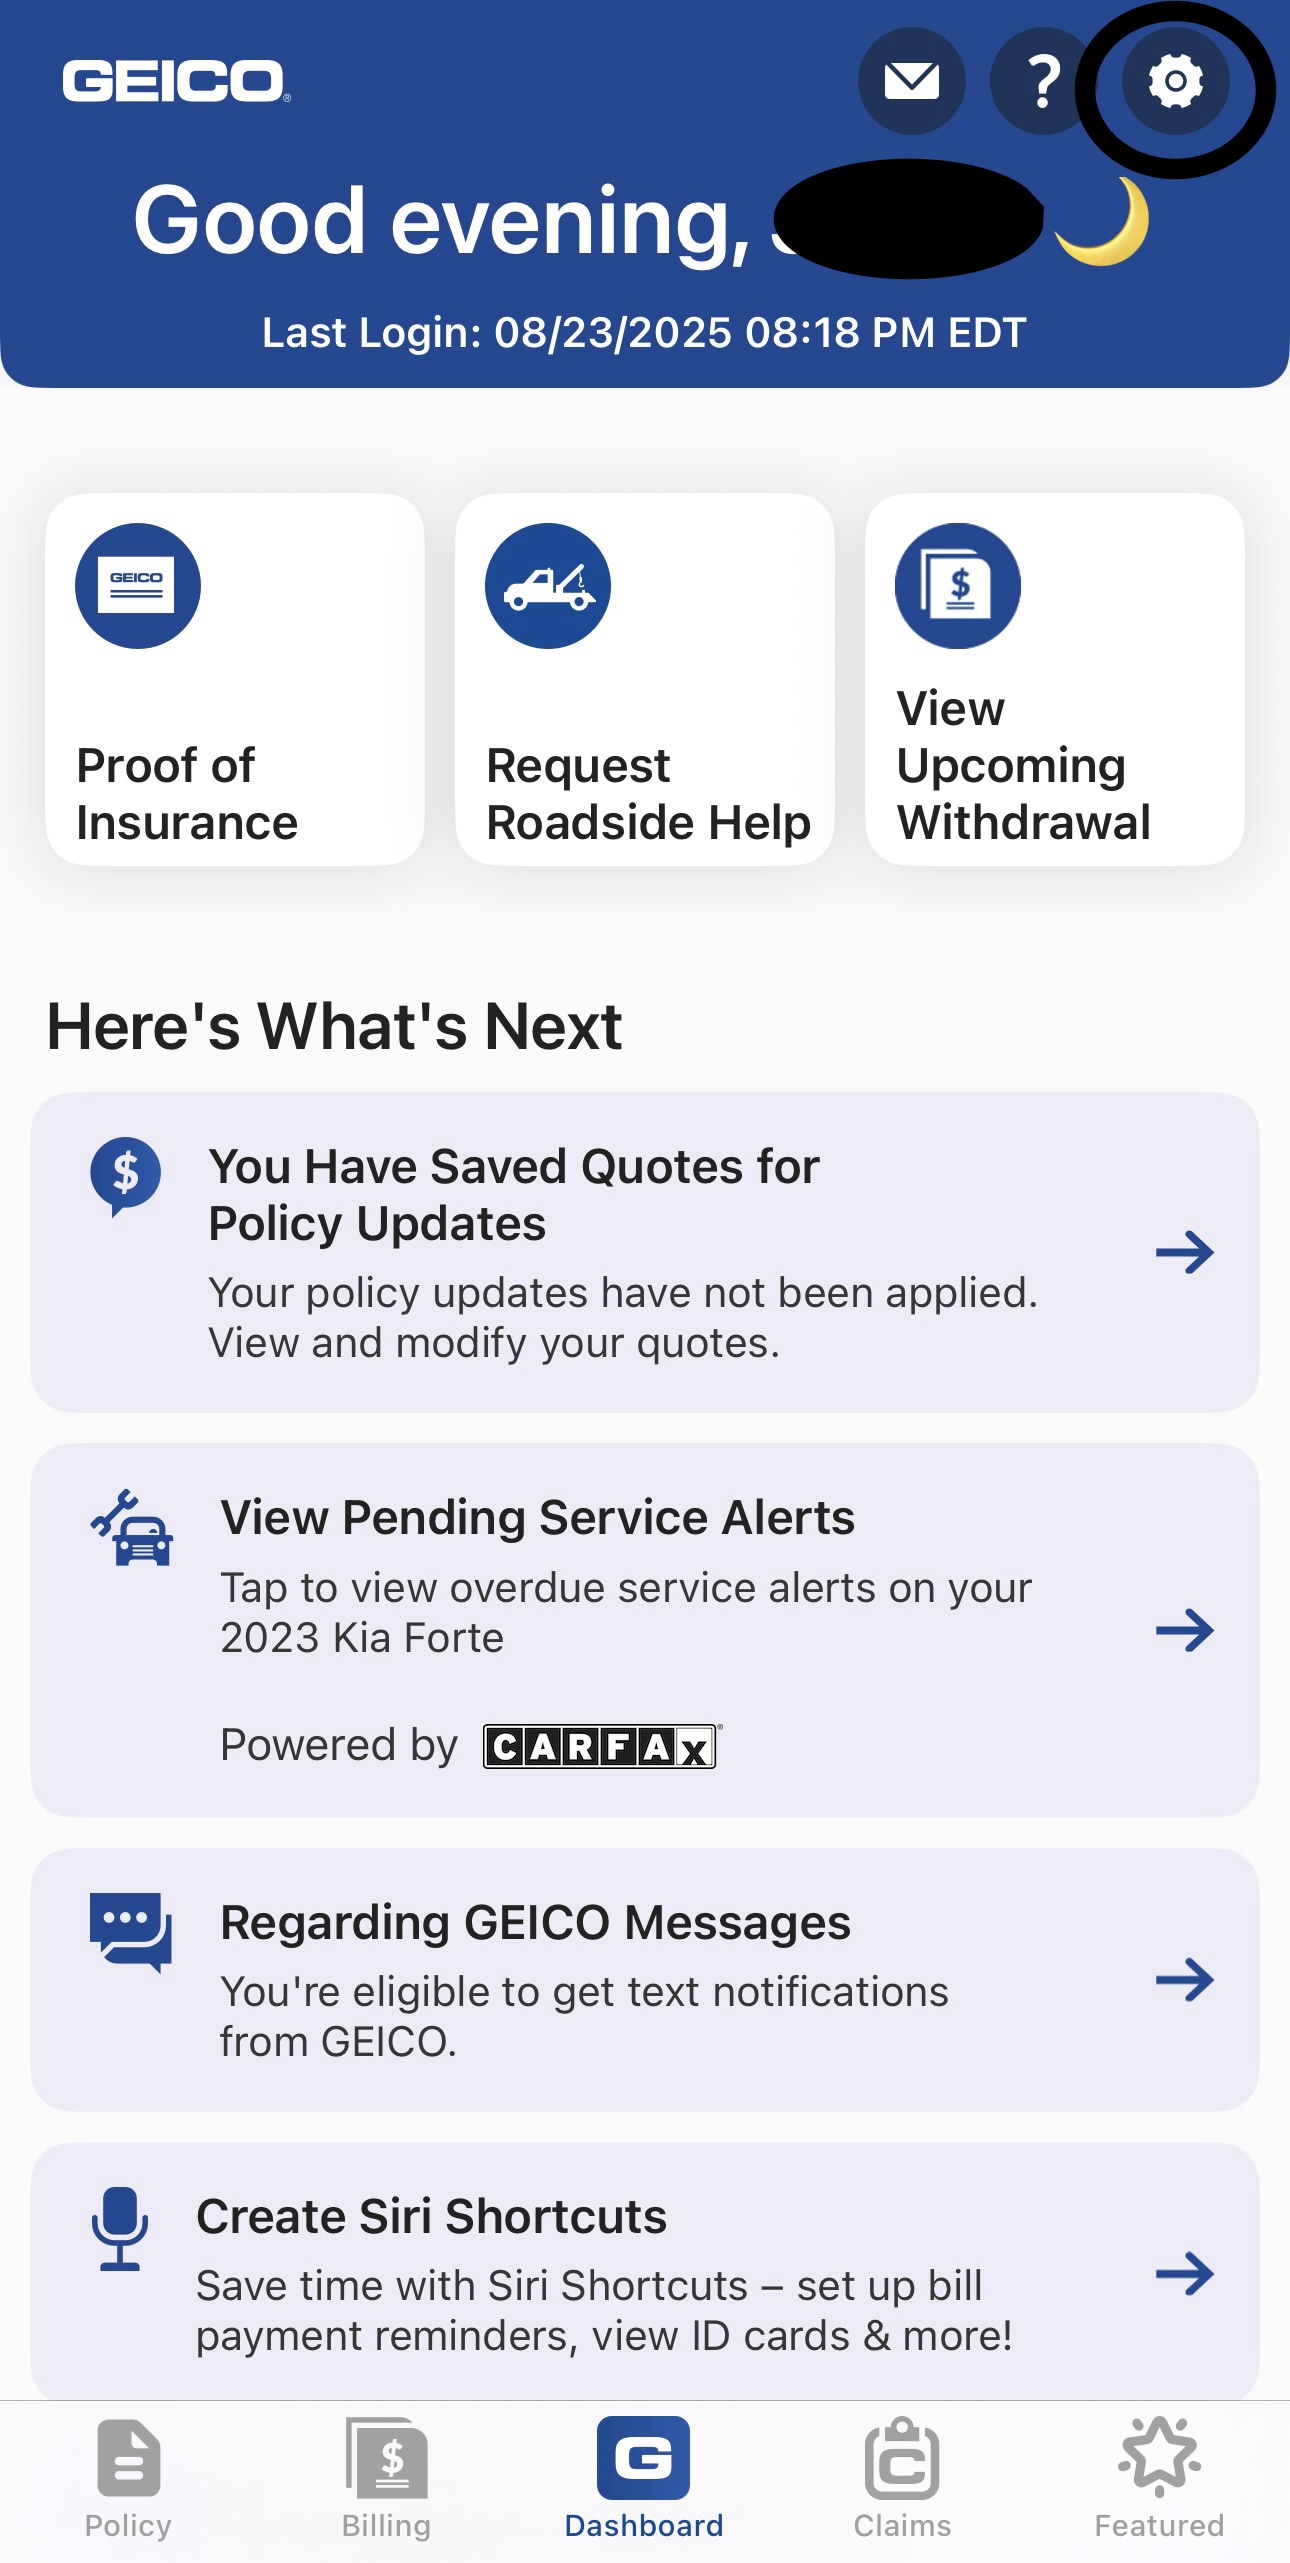 GEICO®
?
Good evening,
Last Login: 08/23/2025 08:18 PM EDT
GEICO
$
Proof of
Insurance
Request
Roadside Help
View
Upcoming
Withdrawal
Here's What's Next
$
You Have Saved Quotes for
Policy Updates
Your policy updates have not been applied.
View and modify your quotes.
View Pending Service Alerts
Tap to view overdue service alerts on your
2023 Kia Forte
Powered by CARFAX®
Regarding GEICO Messages
You're eligible to get text notifications
from GEICO.
Create Siri Shortcuts
Save time with Siri Shortcuts – set up bill
payment reminders, view ID cards & more!
$
G
C
Policy
Billing
Dashboard
Claims
Featured